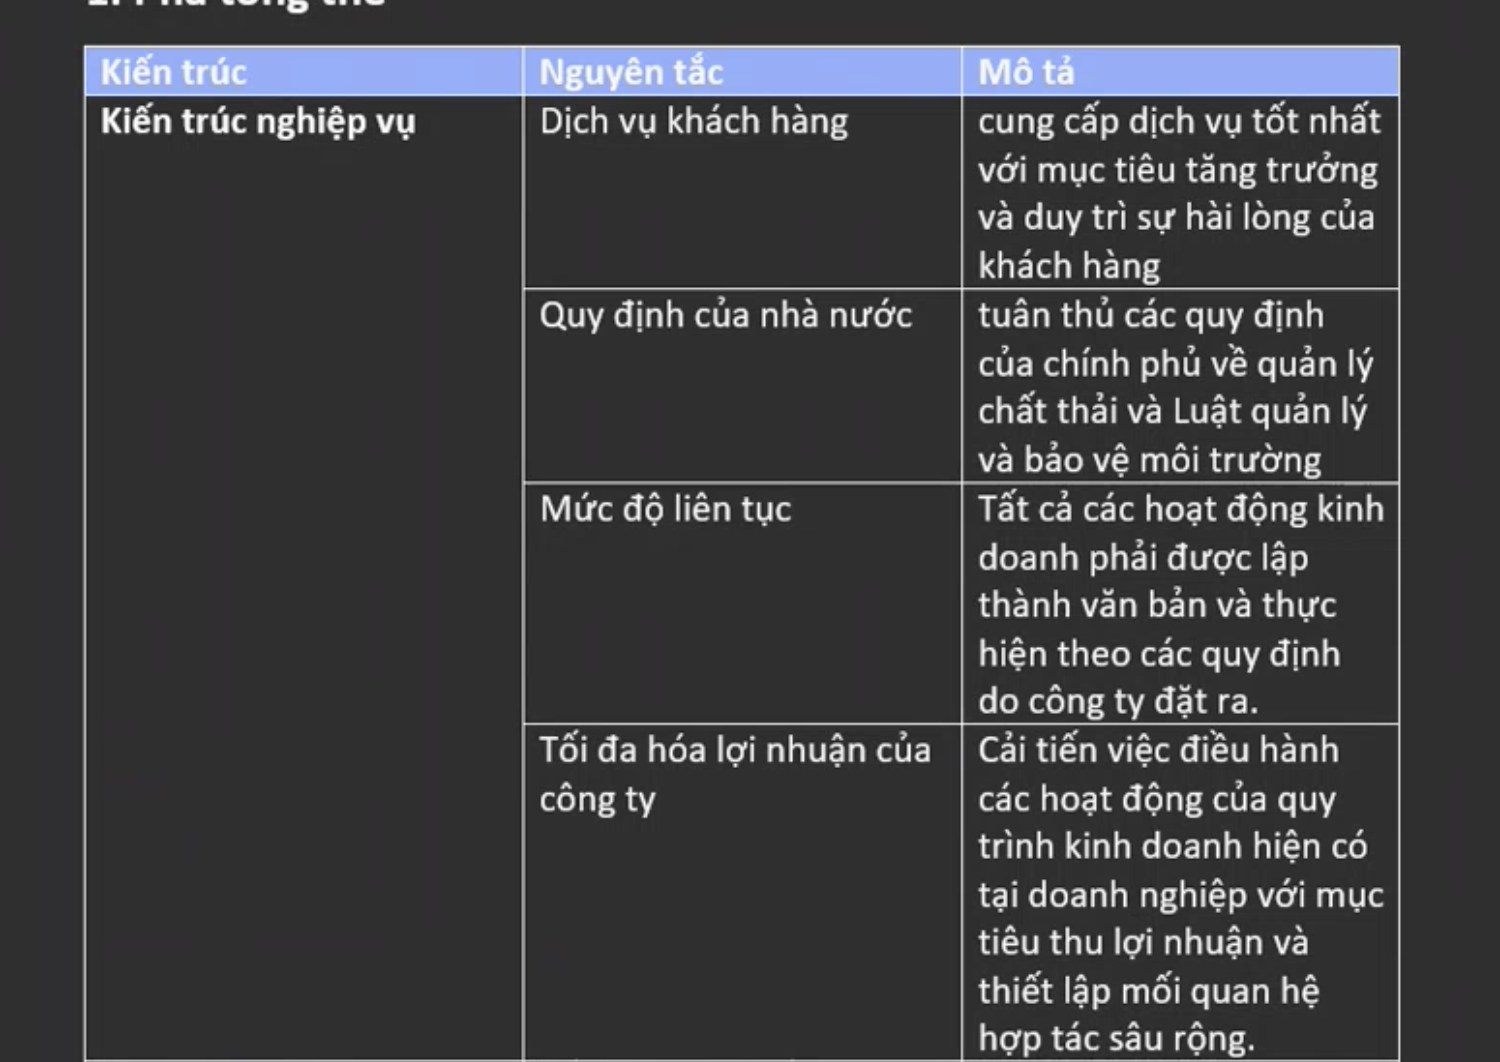 Kiến trúc
Nguyên tắc
Mô tả
Kiến trúc nghiệp vụ
Dịch vụ khách hàng
cung cấp dịch vụ tốt nhất
với mục tiêu tăng trưởng
và duy trì sự hài lòng của
khách hàng
Quy định của nhà nước
tuân thủ các quy định
của chính phủ về quản lý
chất thải và Luật quản lý
và bảo vệ môi trường
Mức độ liên tục
Tất cả các hoạt động kinh
doanh phải được lập
thành văn bản và thực
hiện theo các quy định
do công ty đặt ra.
Tối đa hóa lợi nhuận của
công ty
Cải tiến việc điều hành
các hoạt động của quy
trình kinh doanh hiện có
tại doanh nghiệp với mục
tiêu thu lợi nhuận và
thiết lập mối quan hệ
hợp tác sâu rộng.